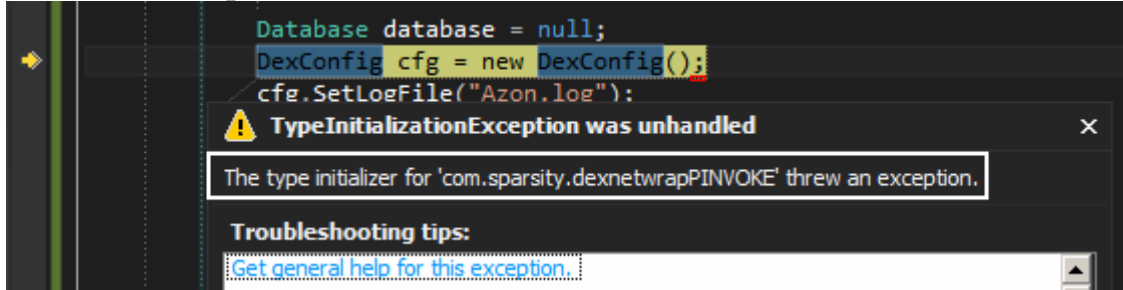 Database database = null;
DexConfig cfg = new DexConfig();
cfg.SetLogFile("Azon.log");
TypeInitializationException was unhandled
The type initializer for 'com.sparsity.dexnetwrapPINVOKE' threw an exception.
Troubleshooting tips:
Get general help for this exception.